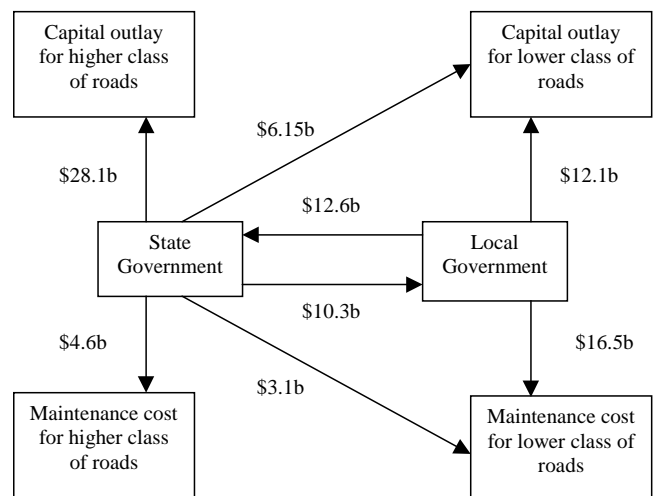 Capital outlay
for higher class
of roads
Capital outlay
for lower class of
roads
$6.15b
$28.1b
$12.1b
$12.6b
State
Government
Local
Government
$10.3b
$4.6b
$16.5b
$3.1b
Maintenance cost
for higher class
of roads
Maintenance cost
for lower class of
roads